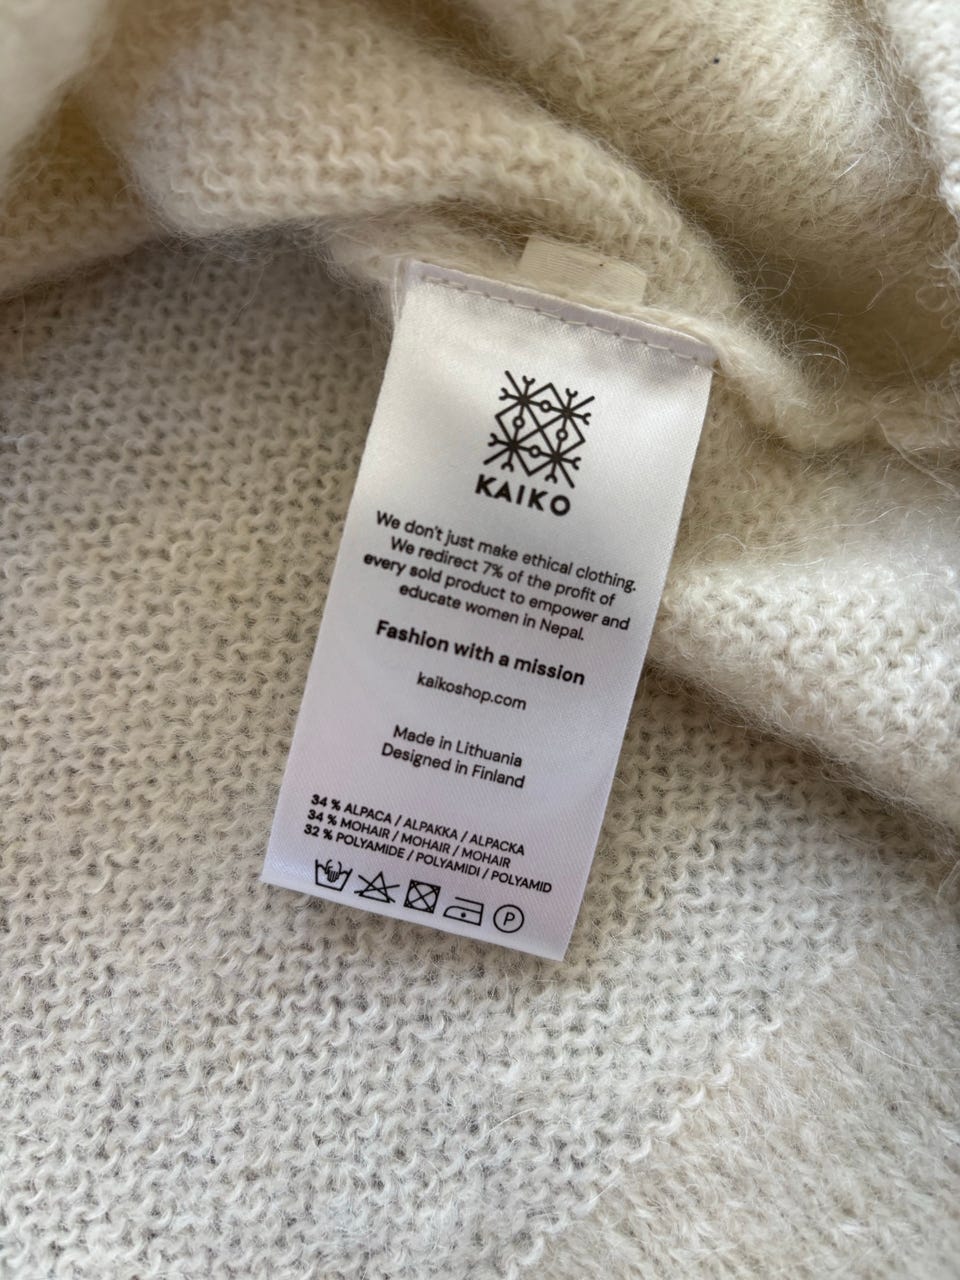 KAIKO
We don't just make ethical clothing.
We redirect 7% of the profit of
every sold product to empower and
educate women in Nepal.
Fashion with a mission
kaikoshop.com
Made in Lithuania
Designed in Finland
34 % ALPACA / ALPAKKA / ALPACKA
34 % MOHAIR / MOHAIR / MOHAIR
32 % POLYAMIDE / POLYAMIDI / POLYAMID
P